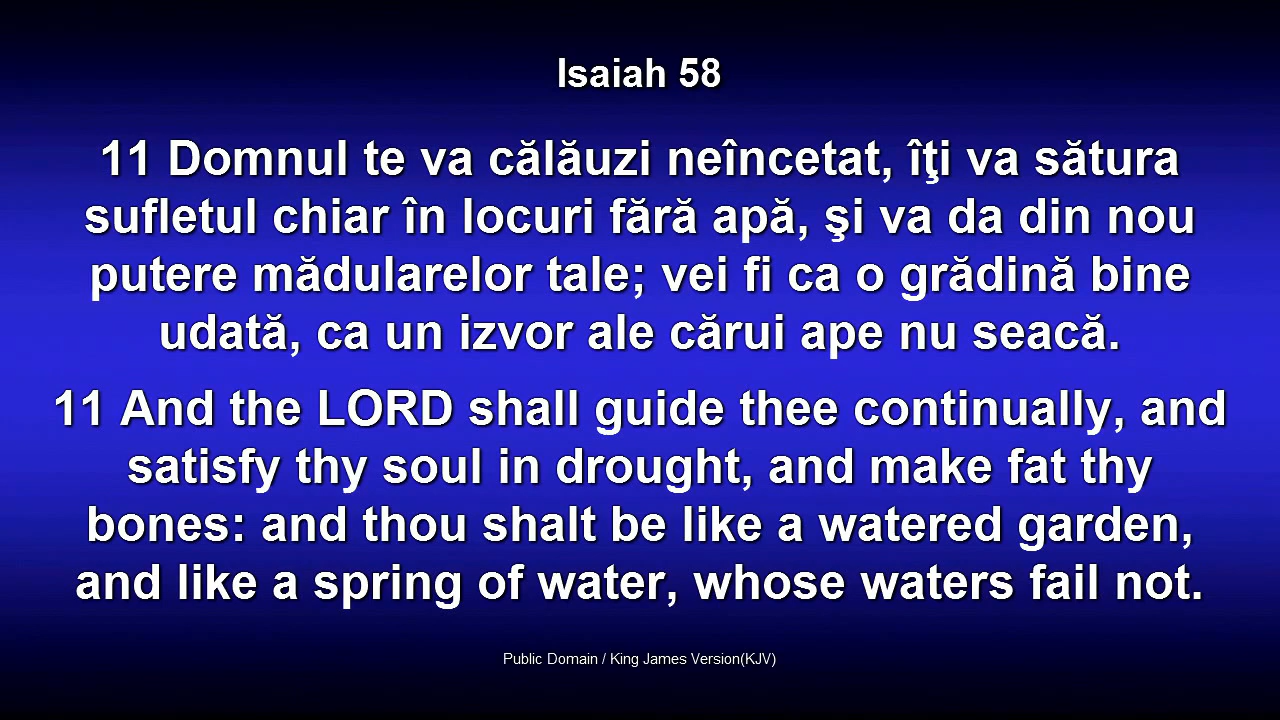 Isaiah 58
11 Domnul te va călăuzi neîncetat, îţi va sătura
sufletul chiar în locuri fără apă, şi va da din nou
putere mădularelor tale; vei fi ca o grădină bine
udată, ca un izvor ale cărui ape nu seacă.
11 And the LORD shall guide thee continually, and
satisfy thy soul in drought, and make fat thy
bones: and thou shalt be like a watered garden,
and like a spring of water, whose waters fail not.
Public Domain / King James Version(KJV)